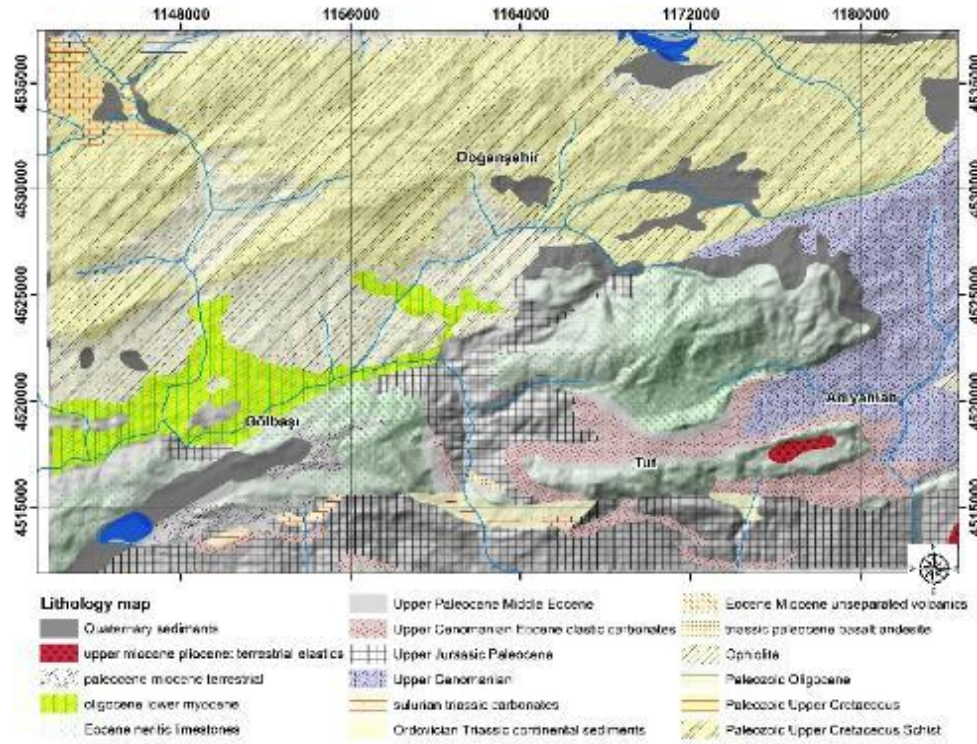 1148000 1156000 1164000 1172000 1180000
4535000 4535000
Doğanşehir
4530000 4530000
4525000 4525000
4520000 4520000
Gölbaşı
Tut
4515000 4515000
Lithology map
Quaternary sediments
upper miocene pliocene: terrestrial elastics
paleocene miocene terrestrial
oligocene lower myocene
Eocene neritic limestones
Upper Paleocene Middle Eocene
Upper Cenomanian Eocene clastic carbonates
Upper Jurassic Paleocene
Upper Cenomanian
sulurian triassic carbonates
Ordovician Triassic continental sediments
Eocene Miocene unseparated volcanics
triassic paleocene basalt andesite
Ophiolite
Paleozoic Oligocene
Paleozoic Upper Cretaceous
Paleozoic Upper Cretaceous Schist